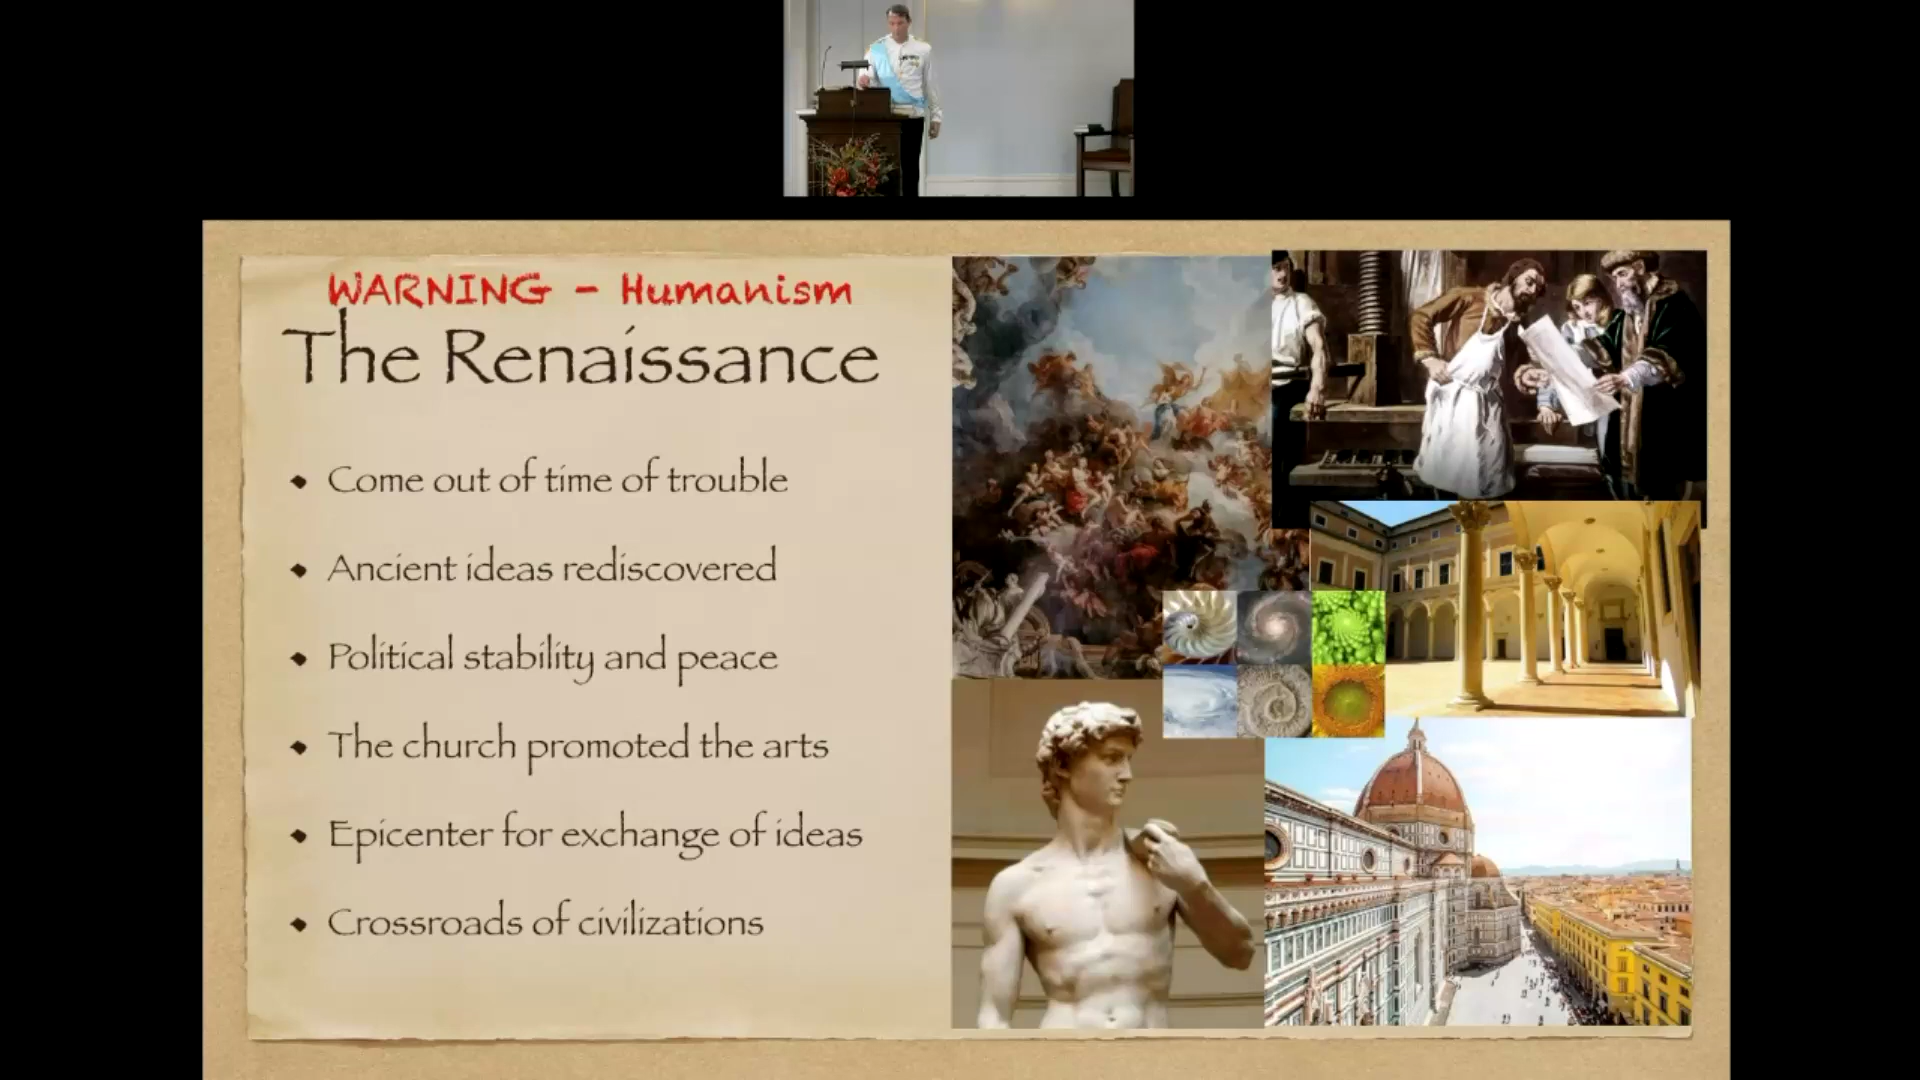 WARNING - Humanism
The Renaissance
• Come out of time of trouble
• Ancient ideas rediscovered
• Political stability and peace
• The church promoted the arts
• Epicenter for exchange of ideas
• Crossroads of civilizations